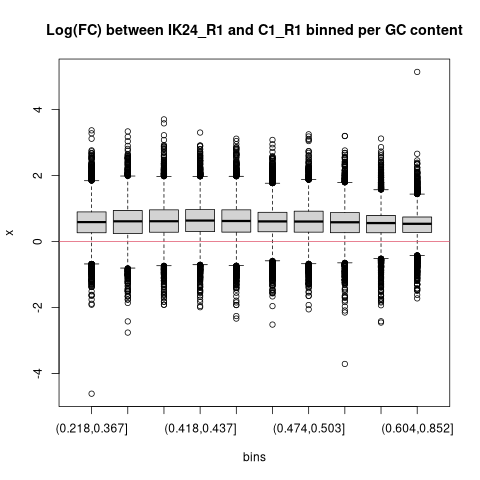 Log(FC) between IK24_R1 and C1_R1 binned per GC content
x
4
2
0
-2
-4
(0.218,0.367] (0.418,0.437] (0.474,0.503] (0.604,0.852]
bins